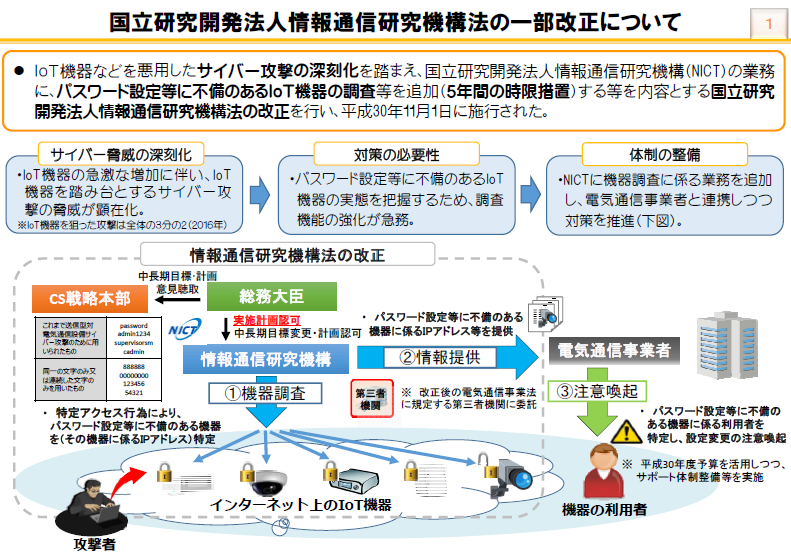 国立研究開発法人情報通信研究機構法の一部改正について
1
● IoT機器などを悪用したサイバー攻撃の深刻化を踏まえ、国立研究開発法人情報通信研究機構(NICT)の業務
に、パスワード設定等に不備のあるIoT機器の調査等を追加(5年間の時限措置)する等を内容とする国立研究
開発法人情報通信研究機構法の改正を行い、平成30年11月1日に施行された。
サイバー脅威の深刻化
・IoT機器の急激な増加に伴い、IoT
機器を踏み台とするサイバー攻
撃の脅威が顕在化。
※IoT機器を狙った攻撃は全体の3分の2(2016年)
対策の必要性
・パスワード設定等に不備のあるIoT
機器の実態を把握するため、調査
機能の強化が急務。
体制の整備
・NICTに機器調査に係る業務を追加
し、電気通信事業者と連携しつつ
対策を推進(下図)。
情報通信研究機構法の改正
CS戦略本部
中長期目標・計画
意見聴取
総務大臣
実施計画認可
中長期目標変更・計画認可
これまで送信型対
電気通信設備サイ
バー攻撃のために用
いられたもの
password
admin1234
supervisorsm
cadmin
同一の文字のみ又
は連続した文字の
みを用いたもの
888888
00000000
123456
54321
NICT
情報通信研究機構
・ パスワード設定等に不備のある
機器に係るIPアドレス等を提供
②情報提供
電気通信事業者
①機器調査
第三者
機関
※ 改正後の電気通信事業法
に規定する第三者機関に委託
③注意喚起
・ 特定アクセス行為により、
パスワード設定等に不備のある機器
を(その機器に係るIPアドレス)特定
・ パスワード設定等に不備の
ある機器に係る利用者を
特定し、設定変更の注意喚起
※ 平成30年度予算を活用しつつ、
サポート体制整備等を実施
インターネット上のIoT機器
機器の利用者
攻撃者